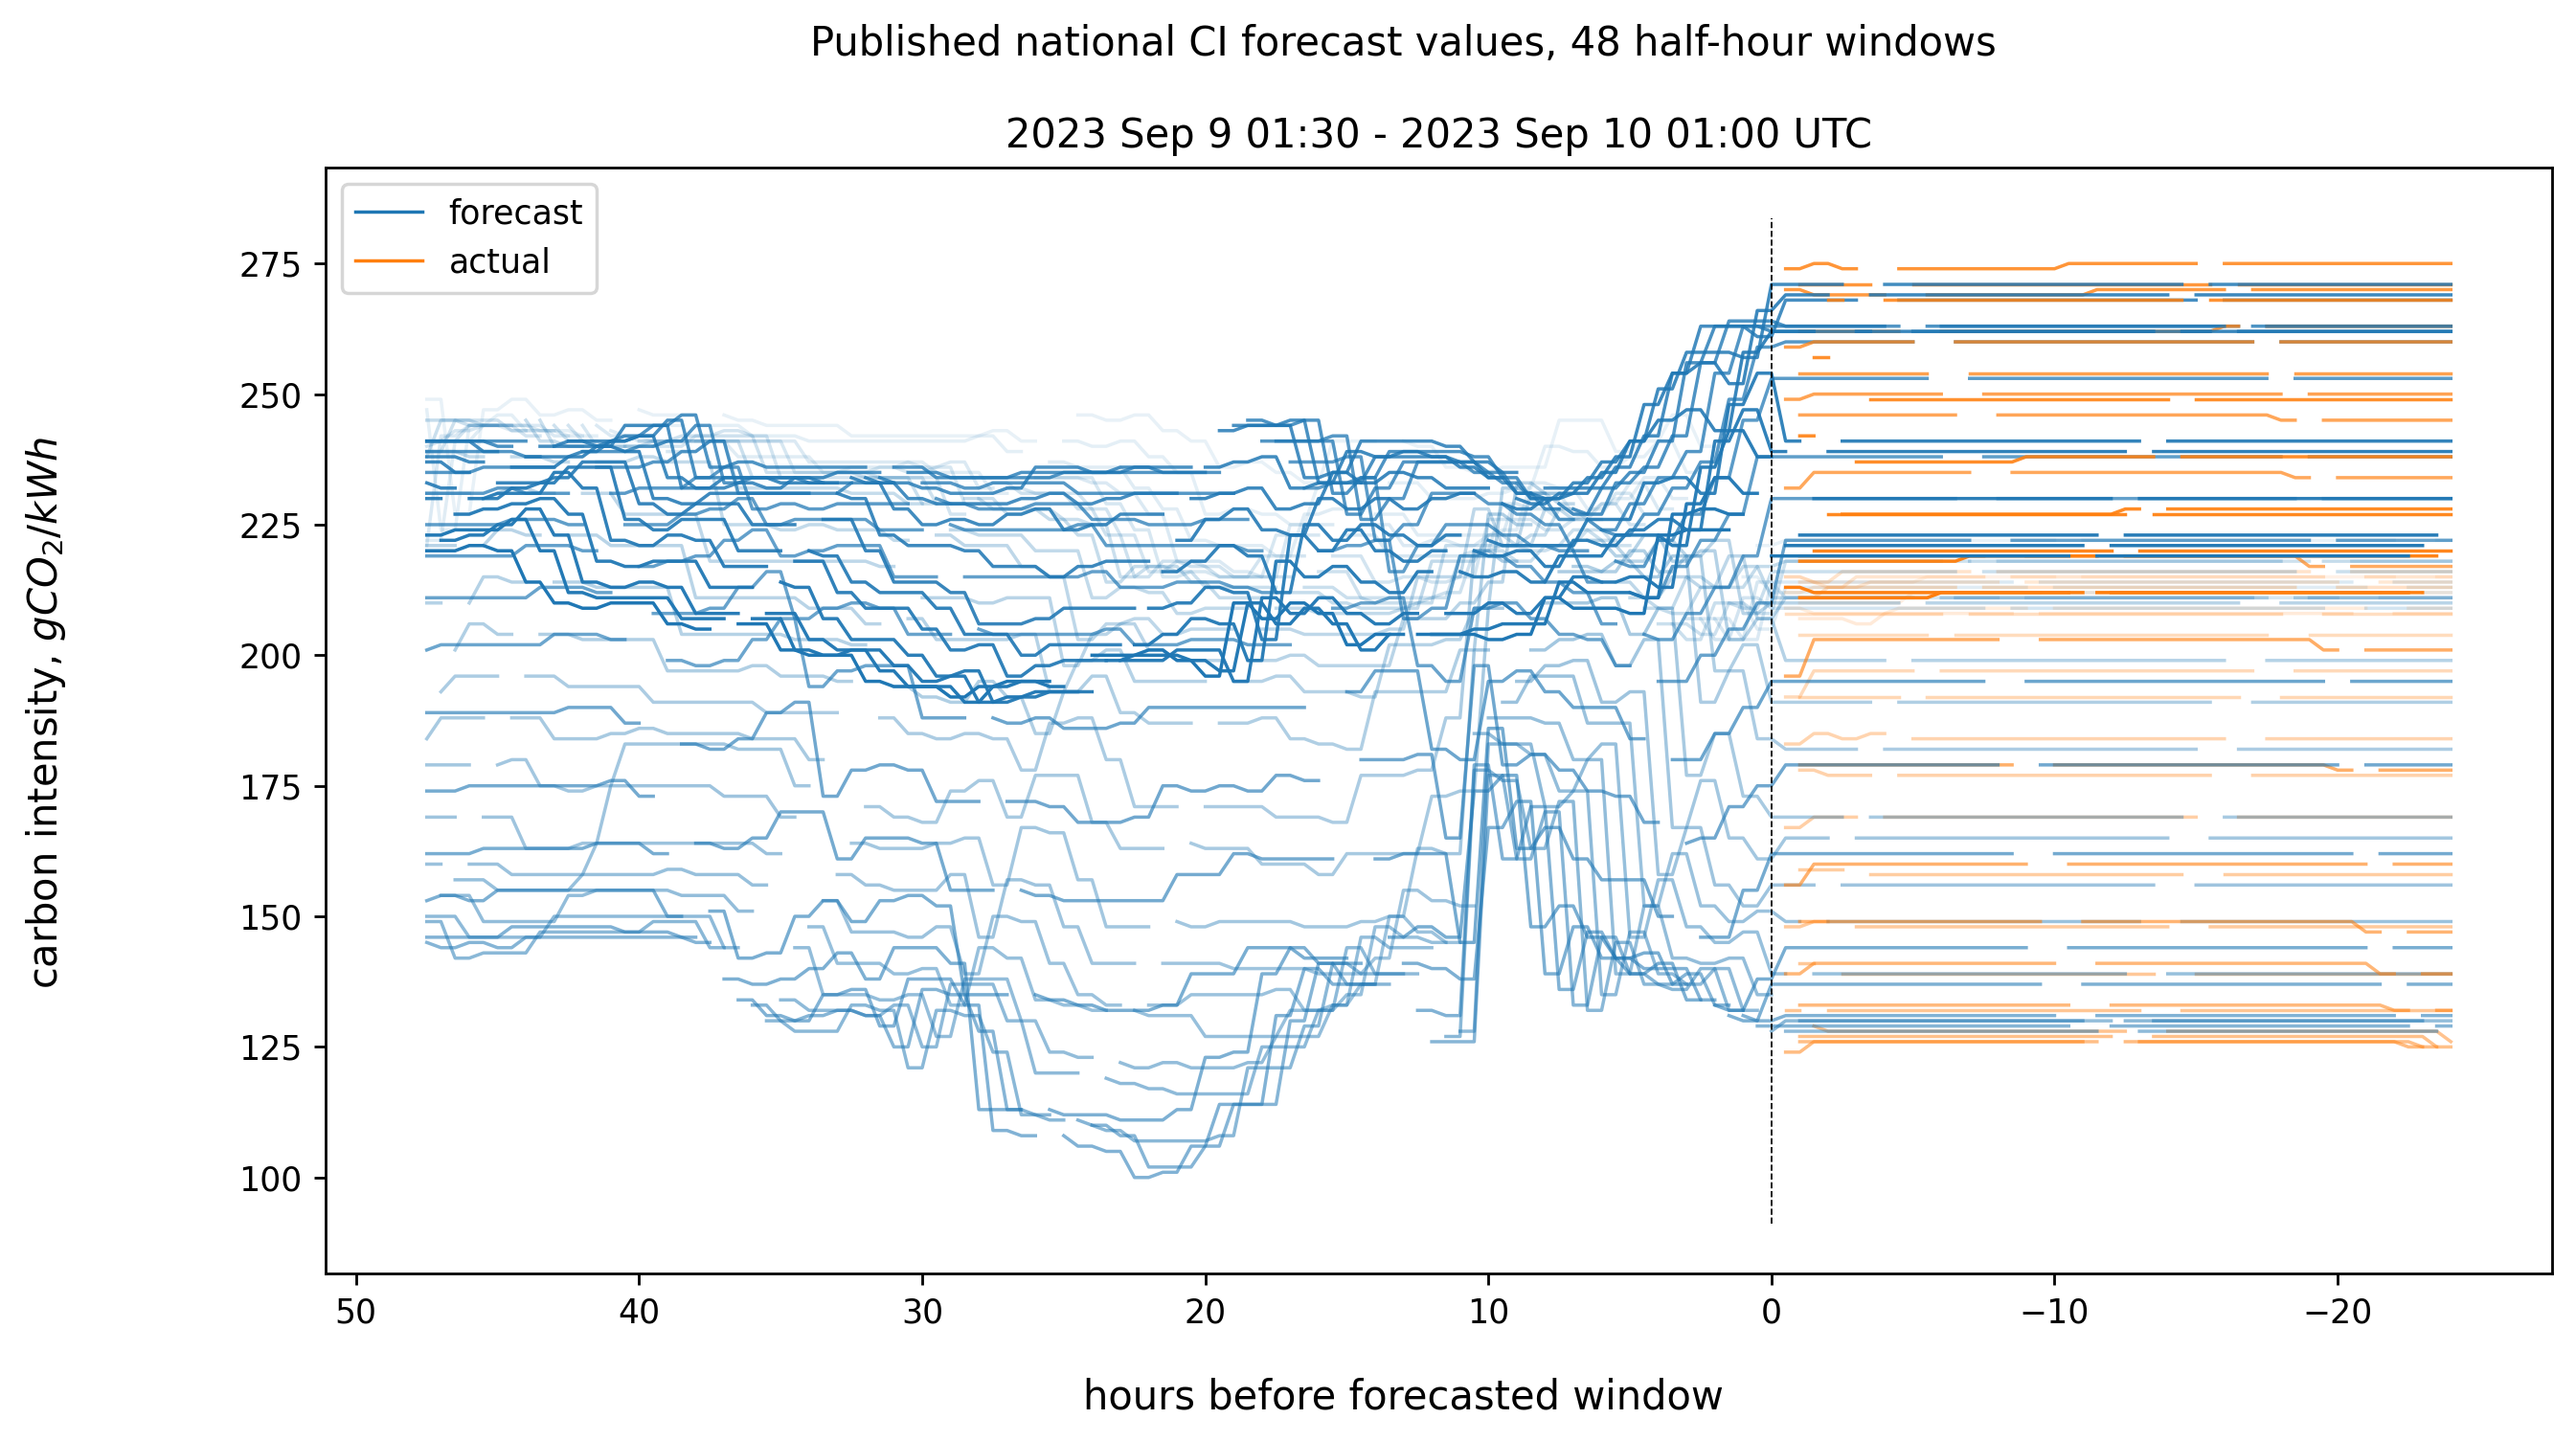 Published national CI forecast values, 48 half-hour windows
2023 Sep 9 01:30 - 2023 Sep 10 01:00 UTC
forecast
actual
carbon intensity, gCO₂/kWh
275
250
225
200
175
150
125
100
50
40
30
20
10
0
−10
−20
hours before forecasted window